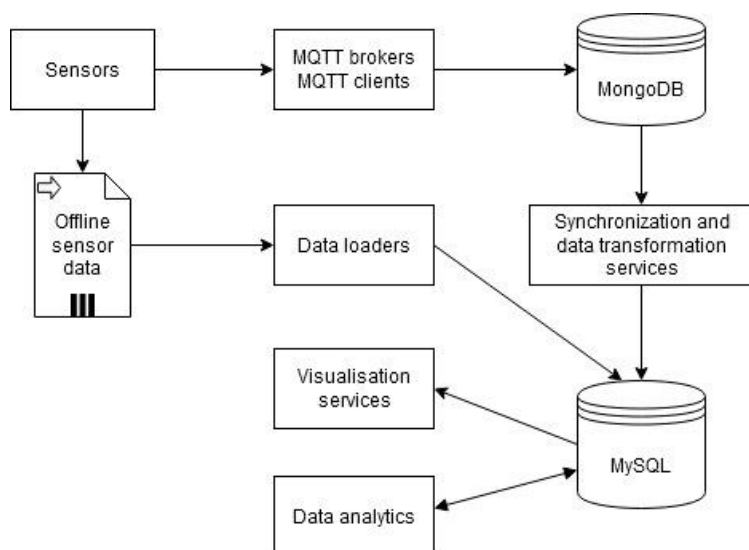 Sensors
MQTT brokers
MQTT clients
MongoDB
Offline
sensor
data
Data loaders
Synchronization and
data transformation
services
Visualisation
services
MySQL
Data analytics